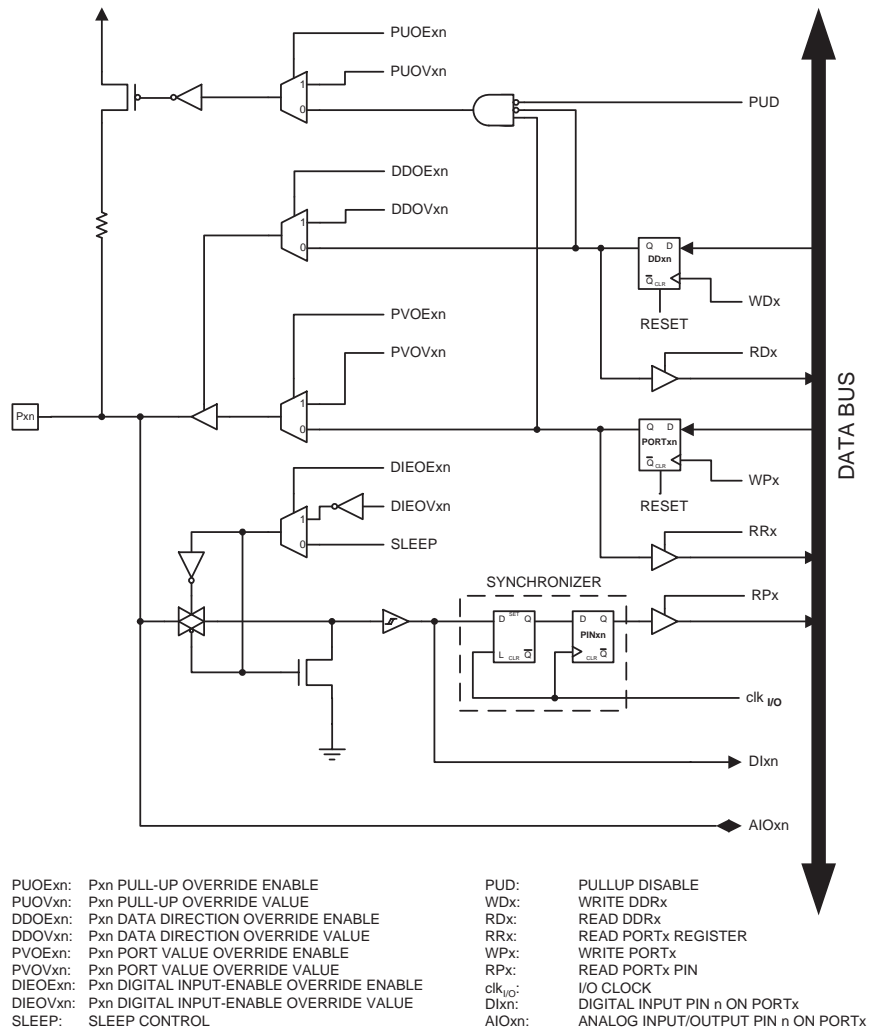 PUOExn
PUOVxn
1
0
PUD
DDOExn
DDOVxn
1
0
Q D
DDxn
Q CLR
WDx
RESET
RDx
PVOExn
PVOVxn
1
0
Pxn
Q D
PORTxn
Q CLR
WPx
RESET
DATA BUS
DIEOExn
DIEOVxn
1
0
SLEEP
RRx
SYNCHRONIZER
RPx
D SET Q
L CLR Q
D Q
PINxn
CLR Q
clk I/O
DIxn
AIOxn
PUOExn: Pxn PULL-UP OVERRIDE ENABLE
PUOVxn: Pxn PULL-UP OVERRIDE VALUE
DDOExn: Pxn DATA DIRECTION OVERRIDE ENABLE
DDOVxn: Pxn DATA DIRECTION OVERRIDE VALUE
PVOExn: Pxn PORT VALUE OVERRIDE ENABLE
PVOVxn: Pxn PORT VALUE OVERRIDE VALUE
DIEOExn: Pxn DIGITAL INPUT-ENABLE OVERRIDE ENABLE
DIEOVxn: Pxn DIGITAL INPUT-ENABLE OVERRIDE VALUE
SLEEP: SLEEP CONTROL
PUD: PULLUP DISABLE
WDx: WRITE DDRx
RDx: READ DDRx
RRx: READ PORTx REGISTER
WPx: WRITE PORTx
RPx: READ PORTx PIN
clkI/O: I/O CLOCK
DIxn: DIGITAL INPUT PIN n ON PORTx
AIOxn: ANALOG INPUT/OUTPUT PIN n ON PORTx